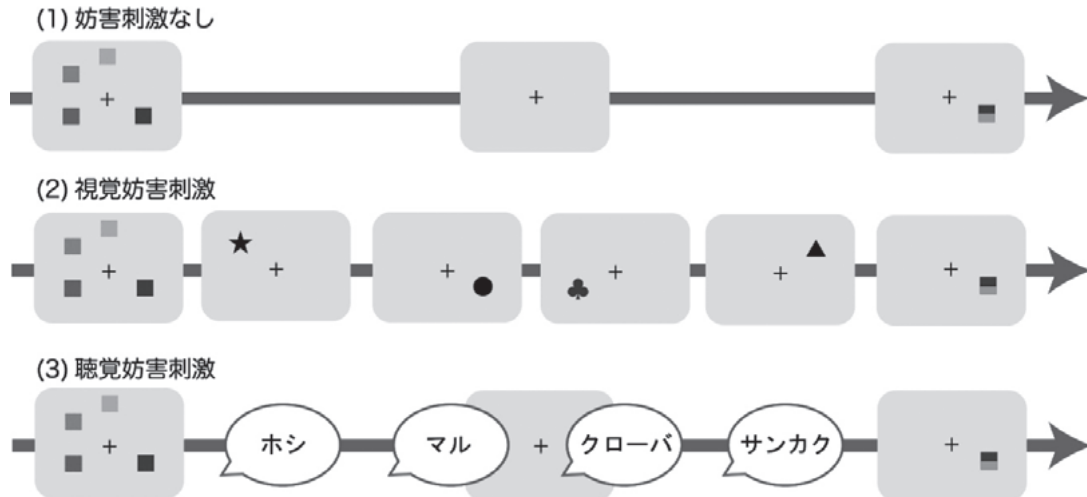 (1) 妨害刺激なし
(2) 視覚妨害刺激
(3) 聴覚妨害刺激
ホシ
マル
クローバ
サンカク